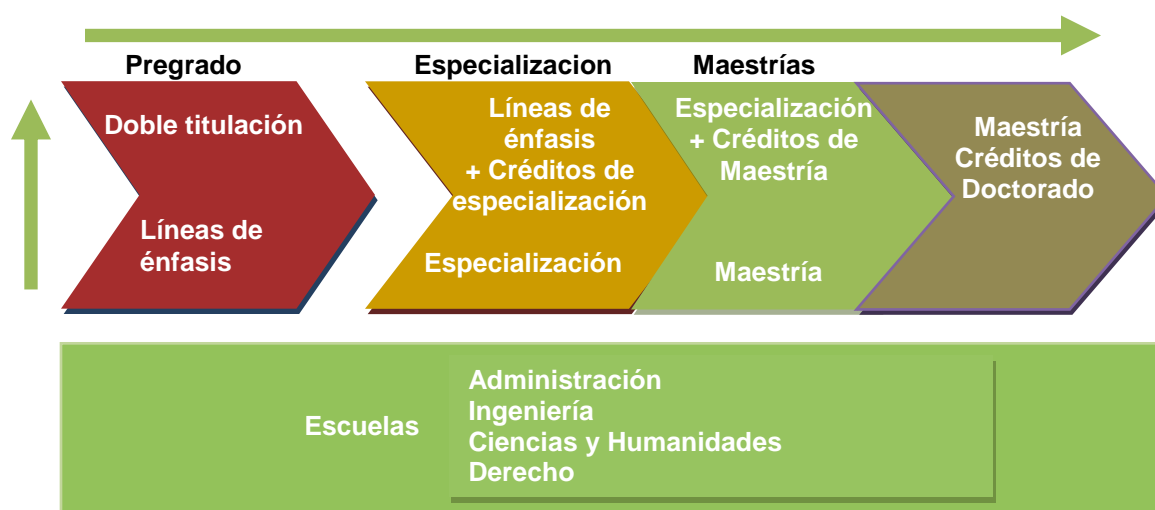 Pregrado
Especializacion
Maestrías
Doble titulación
Líneas de
énfasis
Líneas de
énfasis
+ Créditos de
especialización
Especialización
Especialización
+ Créditos de
Maestría
Maestría
Maestría
Créditos de
Doctorado
Escuelas
Administración
Ingeniería
Ciencias y Humanidades
Derecho